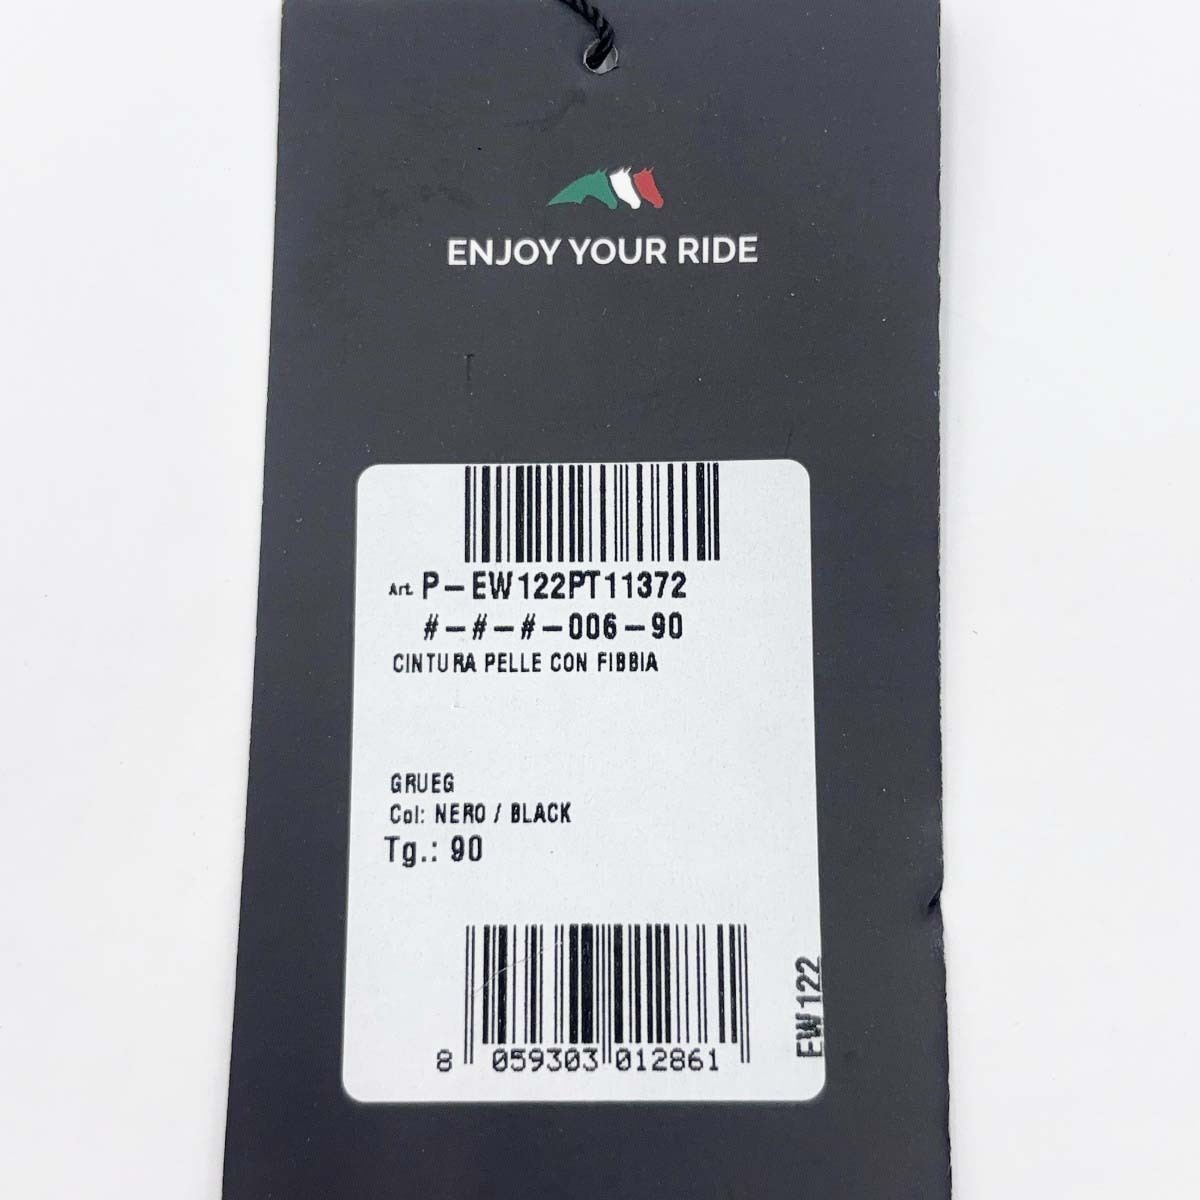 ENJOY YOUR RIDE
Art. P-EW122PT11372
#-#-#-006-90
CINTURA PELLE CON FIBBIA
GRUEG
Col: NERO / BLACK
Tg.: 90
8 059303 012861
EW122